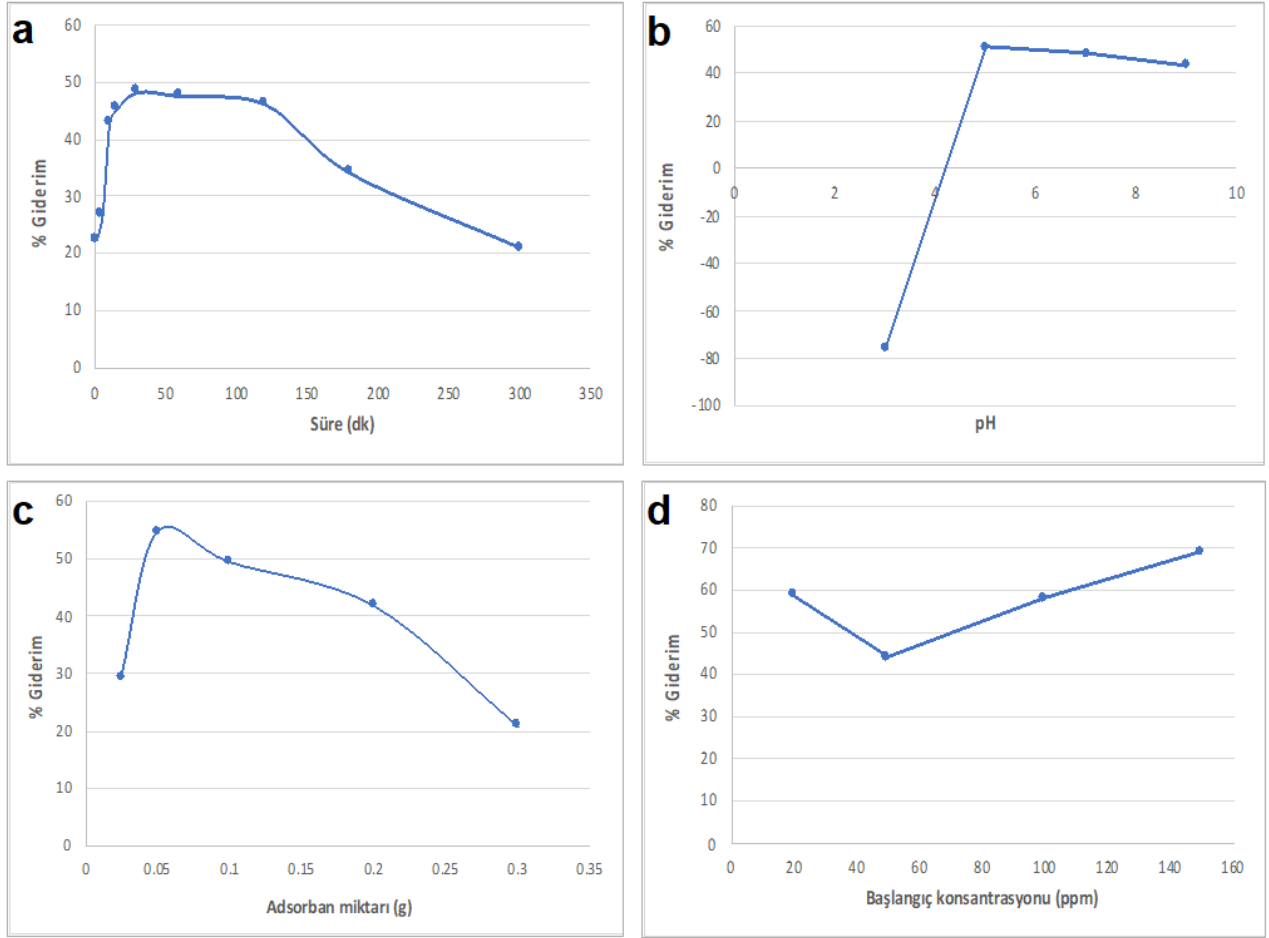 a
60
50
40
30
20
10
0
% Giderim
0 50 100 150 200 250 300 350
Süre (dk)
b
60
40
20
0
-20
-40
-60
-80
-100
% Giderim
0 2 4 6 8 10
pH
c
60
50
40
30
20
10
0
% Giderim
0 0.05 0.1 0.15 0.2 0.25 0.3 0.35
Adsorban miktarı (g)
d
80
70
60
50
40
30
20
10
0
% Giderim
0 20 40 60 80 100 120 140 160
Başlangıç konsantrasyonu (ppm)